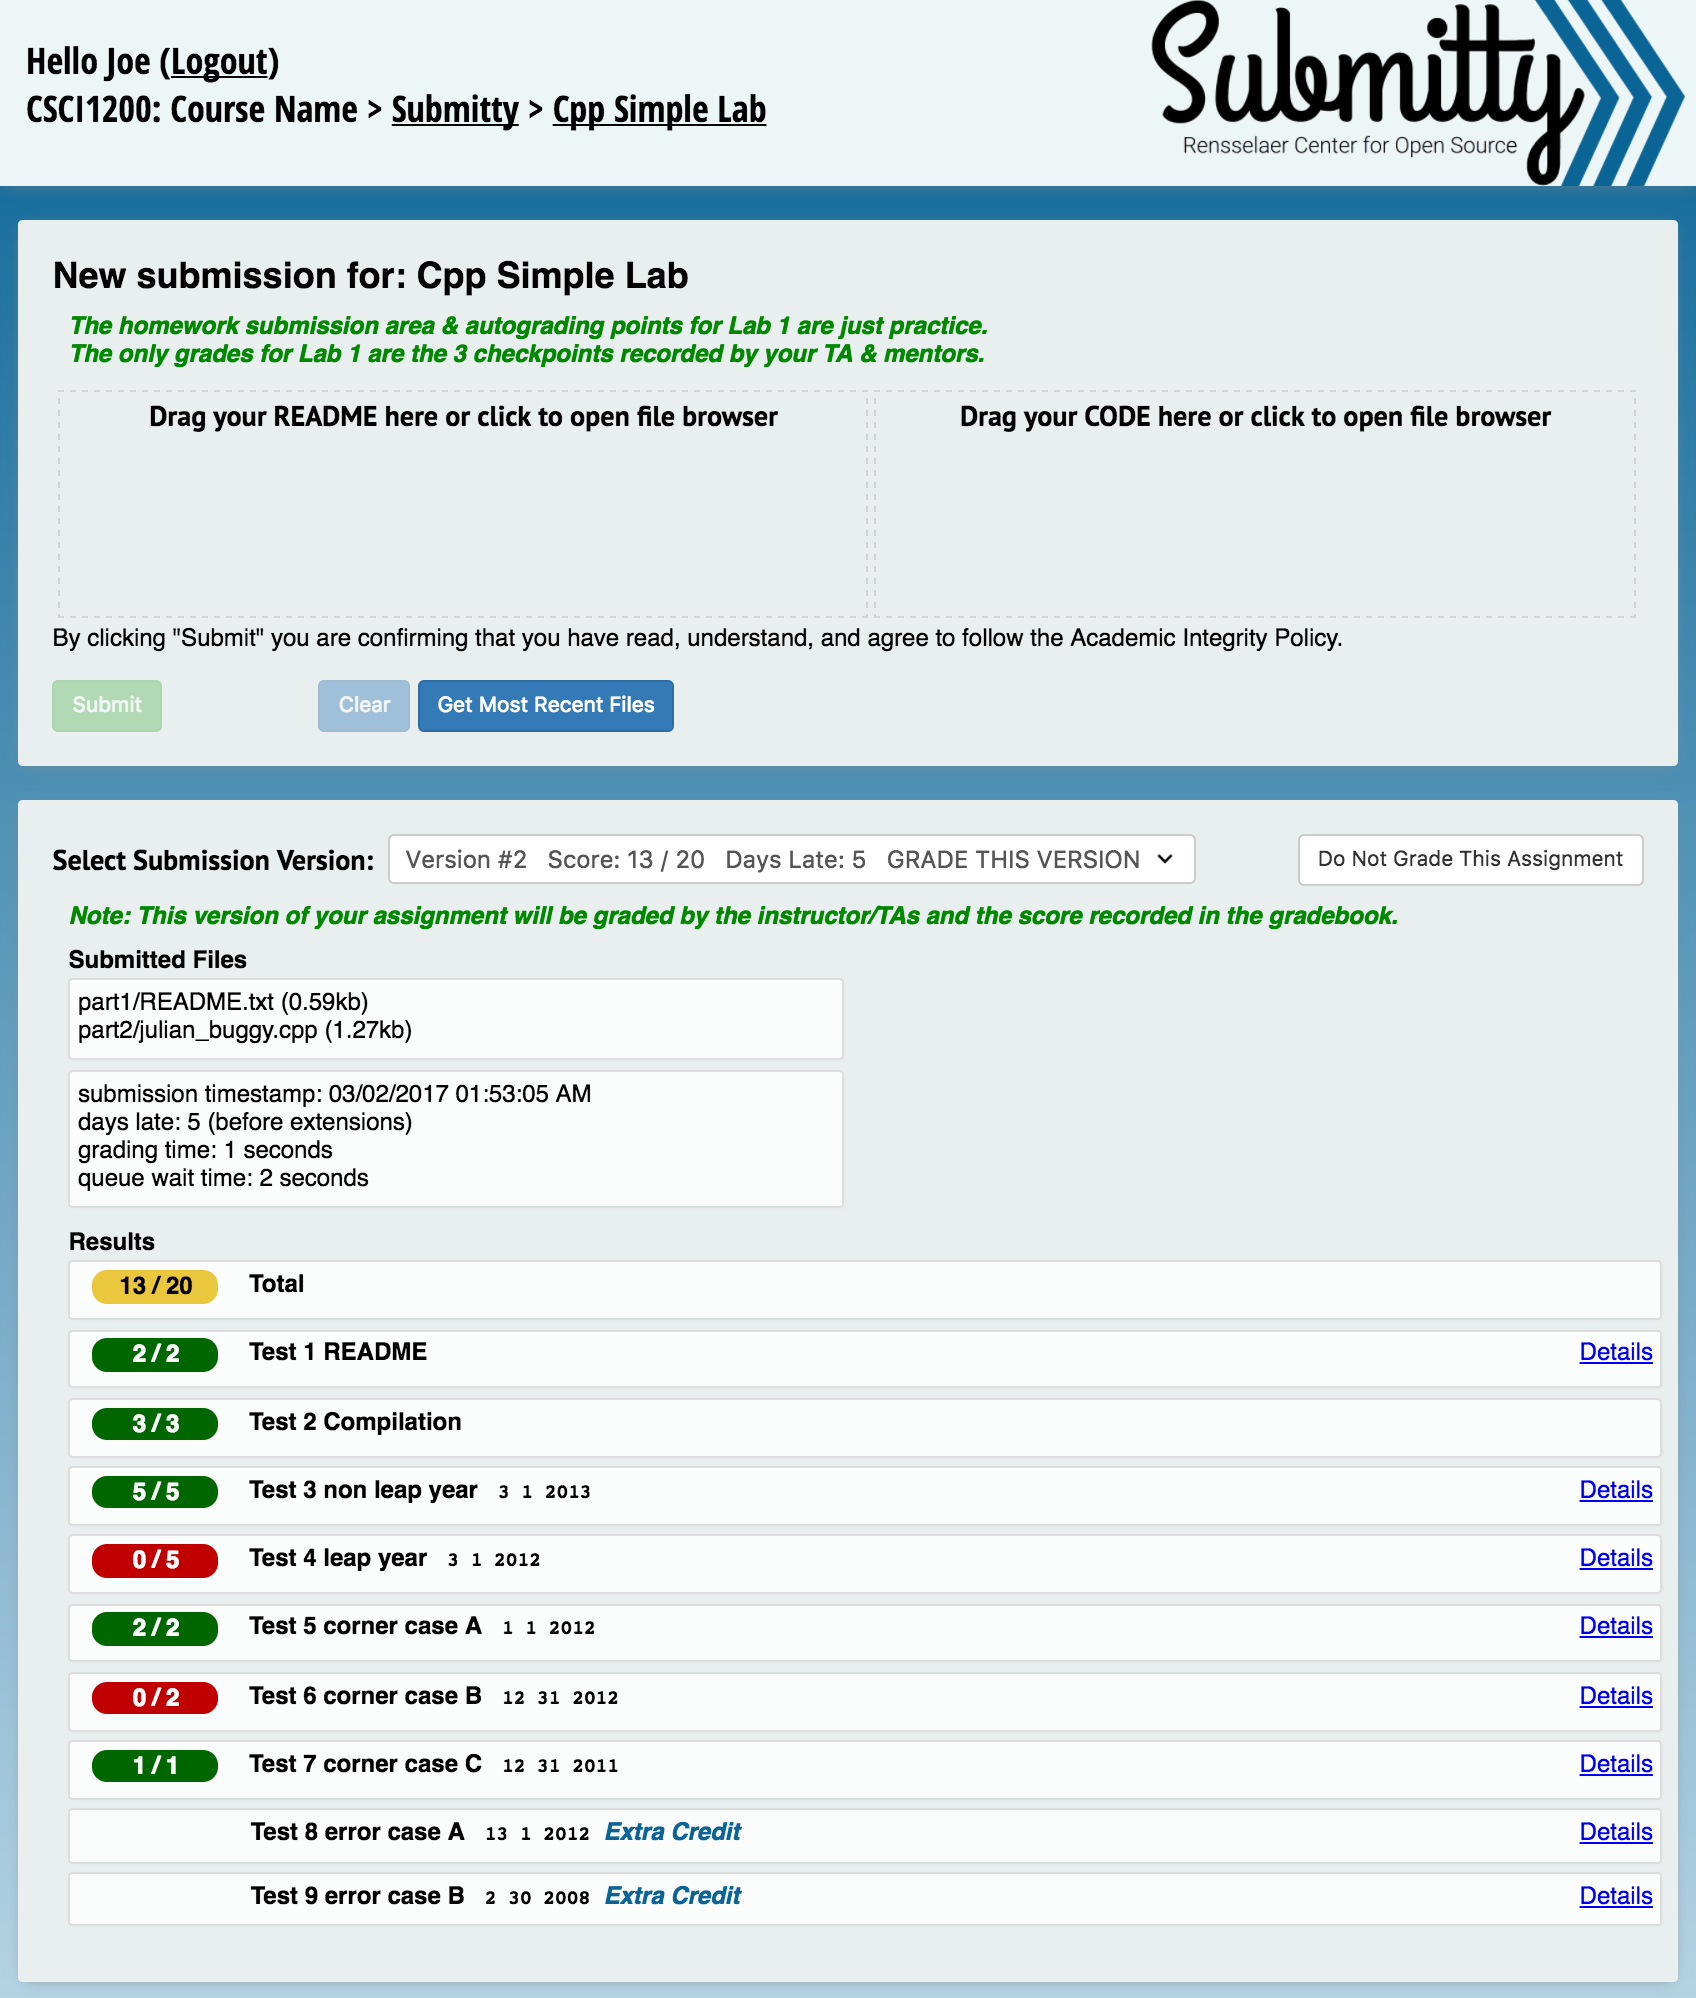 Hello Joe (Logout)
CSCI1200: Course Name > Submitty > Cpp Simple Lab
Submitty
Rensselaer Center for Open Source
New submission for: Cpp Simple Lab
The homework submission area & autograding points for Lab 1 are just practice.
The only grades for Lab 1 are the 3 checkpoints recorded by your TA & mentors.
Drag your README here or click to open file browser
Drag your CODE here or click to open file browser
By clicking "Submit" you are confirming that you have read, understand, and agree to follow the Academic Integrity Policy.
Submit
Clear
Get Most Recent Files
Select Submission Version:
Version #2 Score: 13 / 20 Days Late: 5 GRADE THIS VERSION
Do Not Grade This Assignment
Note: This version of your assignment will be graded by the instructor/TAs and the score recorded in the gradebook.
Submitted Files
part1/README.txt (0.59kb)
part2/julian_buggy.cpp (1.27kb)
submission timestamp: 03/02/2017 01:53:05 AM
days late: 5 (before extensions)
grading time: 1 seconds
queue wait time: 2 seconds
Results
13 / 20 Total
2 / 2 Test 1 README Details
3 / 3 Test 2 Compilation
5 / 5 Test 3 non leap year 3 1 2013 Details
0 / 5 Test 4 leap year 3 1 2012 Details
2 / 2 Test 5 corner case A 1 1 2012 Details
0 / 2 Test 6 corner case B 12 31 2012 Details
1 / 1 Test 7 corner case C 12 31 2011 Details
Test 8 error case A 13 1 2012 Extra Credit Details
Test 9 error case B 2 30 2008 Extra Credit Details